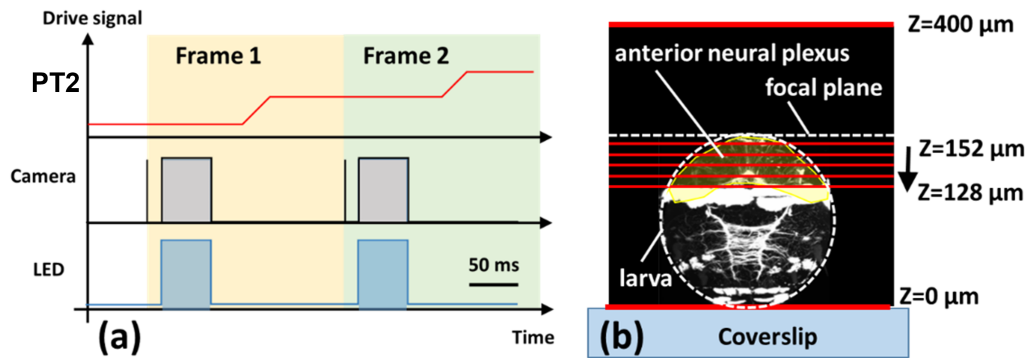 Drive signal
PT2
Frame 1
Frame 2
Camera
LED
50 ms
(a)
Time
Z=400 µm
anterior neural plexus
focal plane
Z=152 µm
Z=128 µm
larva
Z=0 µm
(b)
Coverslip